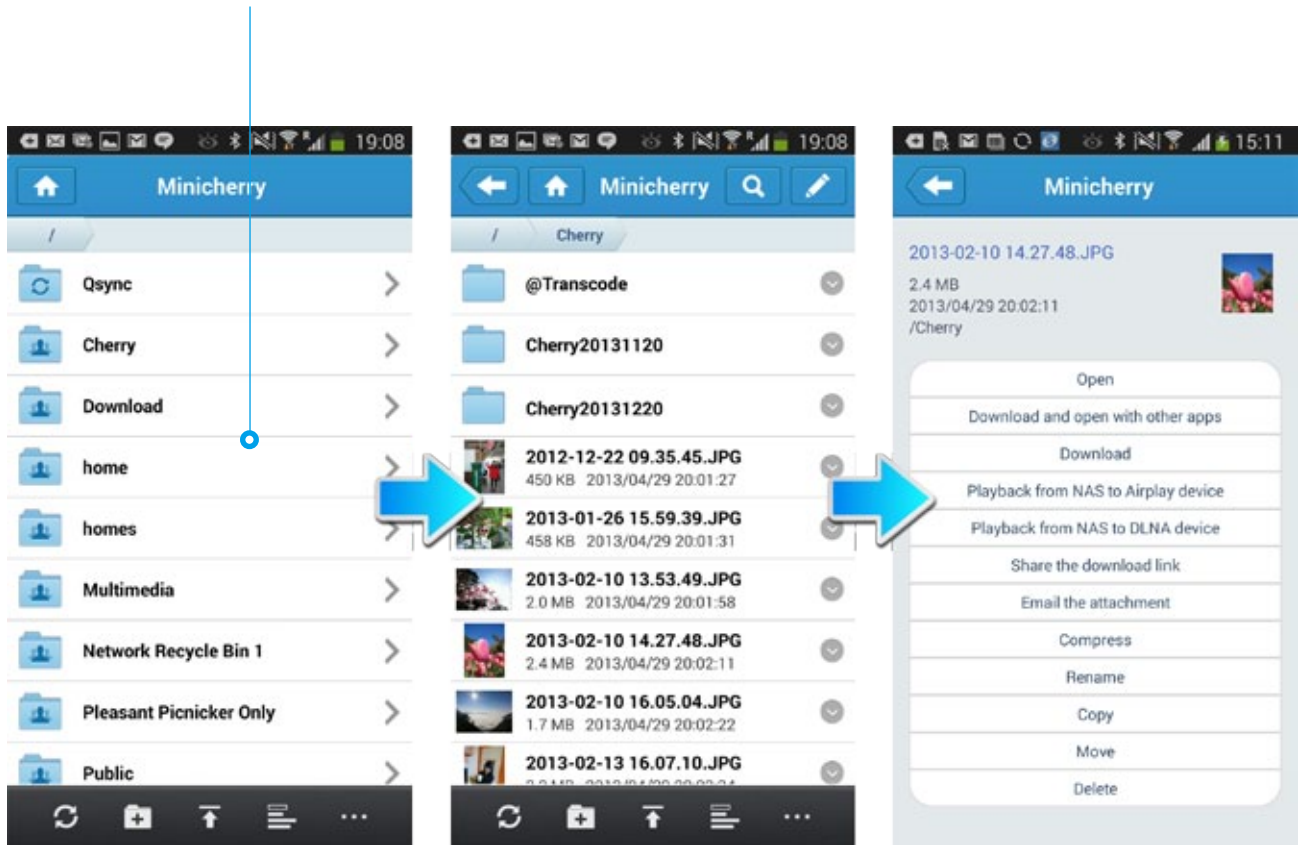 19:08
Minicherry
/
Qsync
Cherry
Download
home
homes
Multimedia
Network Recycle Bin 1
Pleasant Picnicker Only
Public
19:08
Minicherry
/ Cherry
@Transcode
Cherry20131120
Cherry20131220
2012-12-22 09.35.45.JPG
450 KB 2013/04/29 20:01:27
2013-01-26 15.59.39.JPG
458 KB 2013/04/29 20:01:31
2013-02-10 13.53.49.JPG
2.0 MB 2013/04/29 20:01:58
2013-02-10 14.27.48.JPG
2.4 MB 2013/04/29 20:02:11
2013-02-10 16.05.04.JPG
1.7 MB 2013/04/29 20:02:22
2013-02-13 16.07.10.JPG
15:11
Minicherry
2013-02-10 14.27.48.JPG
2.4 MB
2013/04/29 20:02:11
/Cherry
Open
Download and open with other apps
Download
Playback from NAS to Airplay device
Playback from NAS to DLNA device
Share the download link
Email the attachment
Compress
Rename
Copy
Move
Delete